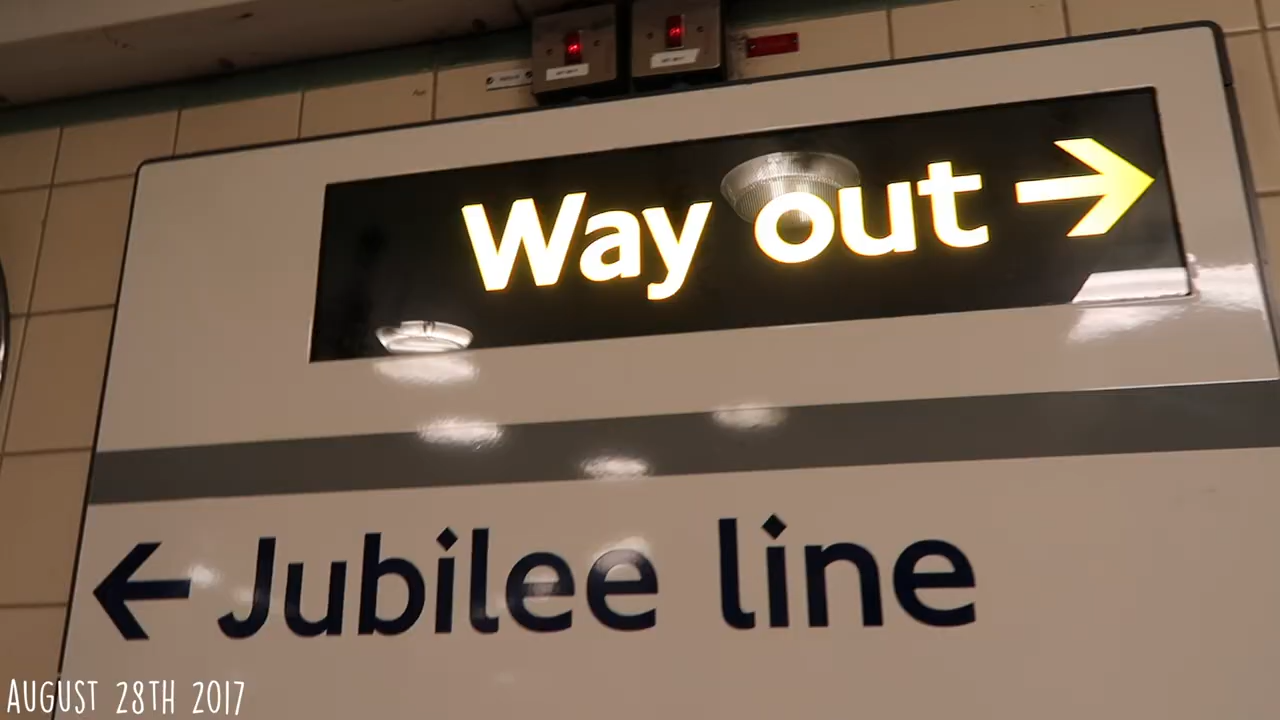 Way out →
← Jubilee line
AUGUST 28TH 2017